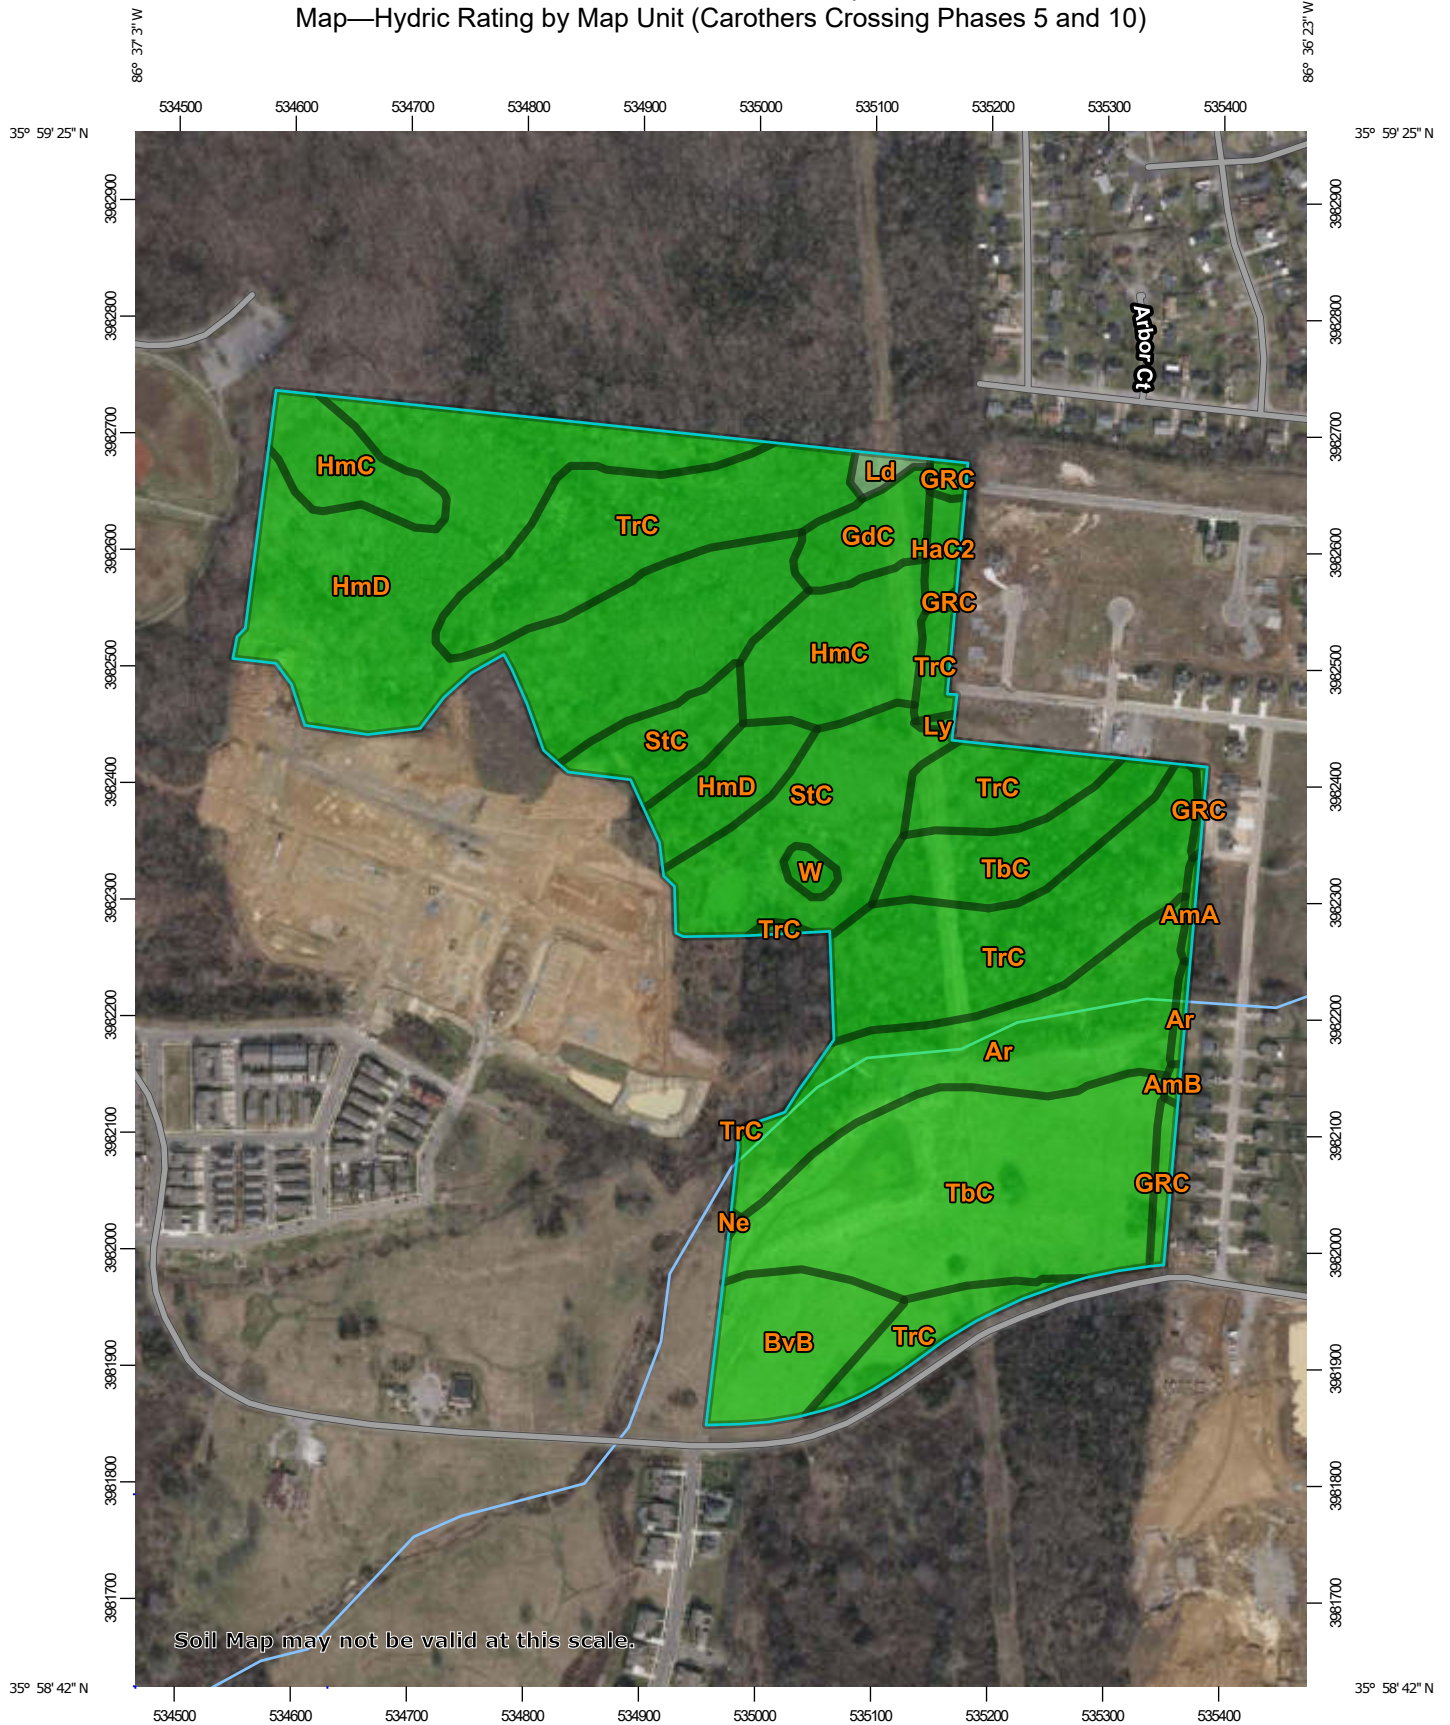 Map—Hydric Rating by Map Unit (Carothers Crossing Phases 5 and 10)
86° 37' 3" W
86° 36' 23" W
534500 534600 534700 534800 534900 535000 535100 535200 535300 535400
35° 59' 25" N
35° 59' 25" N
3982900
3982900
3982800
3982800
Arbor Ct
3982700
3982700
HmC
Ld
GRC
TrC
GdC
3982600
3982600
HaC2
HmD
GRC
HmC
TrC
3982500
3982500
Ly
StC
HmD
StC
TrC
3982400
3982400
GRC
W
TbC
3982300
3982300
AmA
TrC
TrC
3982200
3982200
Ar
Ar
AmB
TrC
3982100
3982100
GRC
TbC
Ne
3982000
3982000
BvB
TrC
3981900
3981900
3981800
3981800
3981700
3981700
Soil Map may not be valid at this scale.
35° 58' 42" N
35° 58' 42" N
534500 534600 534700 534800 534900 535000 535100 535200 535300 535400